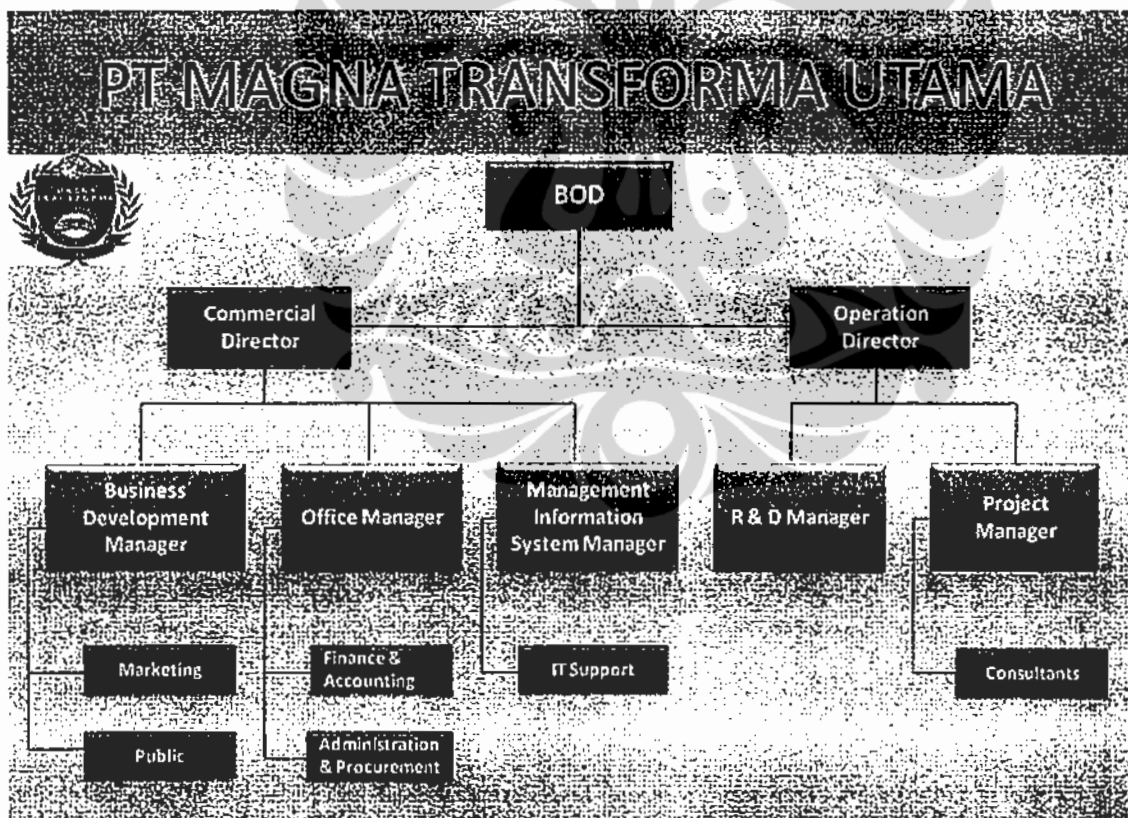 PT MAGNA TRANSFORMA UTAMA
BOD
Commercial
Director
Operation
Director
Business
Development
Manager
Office Manager
Management
Information
System Manager
R & D Manager
Project
Manager
Marketing
Finance &
Accounting
IT Support
Consultants
Public
Administration
& Procurement